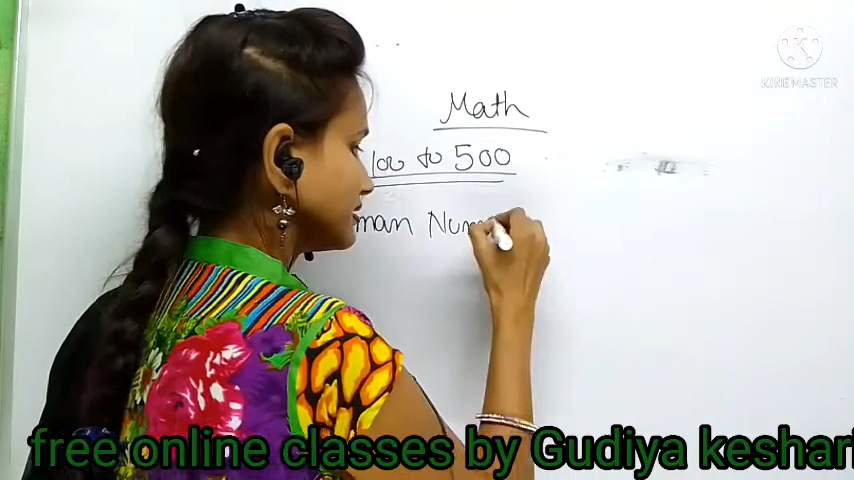 KINEMASTER
Math
100 to 500
man Num
free online classes by Gudiya keshari